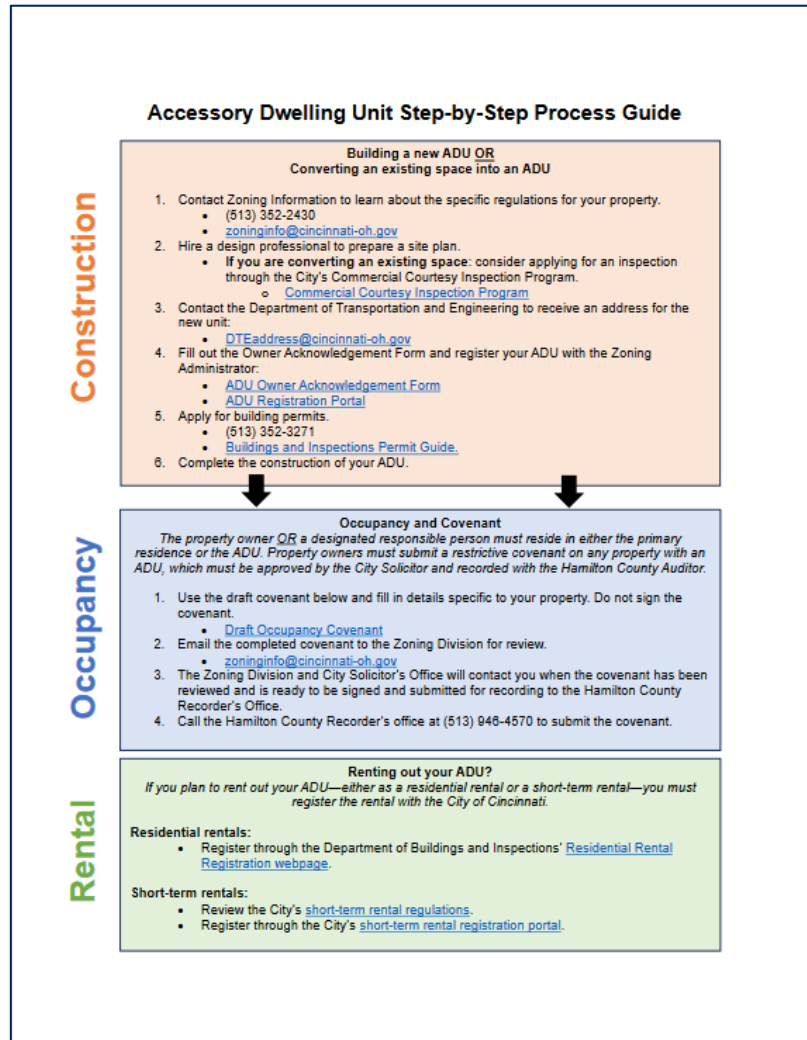 Accessory Dwelling Unit Step-by-Step Process Guide
Construction
Building a new ADU OR
Converting an existing space into an ADU
1. Contact Zoning Information to learn about the specific regulations for your property.
• (513) 352-2430
• zoninginfo@cincinnati-oh.gov
2. Hire a design professional to prepare a site plan.
• If you are converting an existing space: consider applying for an inspection
through the City's Commercial Courtesy Inspection Program.
o Commercial Courtesy Inspection Program
3. Contact the Department of Transportation and Engineering to receive an address for the
new unit:
• DTEaddress@cincinnati-oh.gov
4. Fill out the Owner Acknowledgement Form and register your ADU with the Zoning
Administrator:
• ADU Owner Acknowledgement Form
• ADU Registration Portal
5. Apply for building permits.
• (513) 352-3271
• Buildings and Inspections Permit Guide.
6. Complete the construction of your ADU.
Occupancy
Occupancy and Covenant
The property owner OR a designated responsible person must reside in either the primary
residence or the ADU. Property owners must submit a restrictive covenant on any property with an
ADU, which must be approved by the City Solicitor and recorded with the Hamilton County Auditor.
1. Use the draft covenant below and fill in details specific to your property. Do not sign the
covenant.
• Draft Occupancy Covenant
2. Email the completed covenant to the Zoning Division for review.
• zoninginfo@cincinnati-oh.gov
3. The Zoning Division and City Solicitor's Office will contact you when the covenant has been
reviewed and is ready to be signed and submitted for recording to the Hamilton County
Recorder's Office.
4. Call the Hamilton County Recorder's office at (513) 946-4570 to submit the covenant.
Rental
Renting out your ADU?
If you plan to rent out your ADU—either as a residential rental or a short-term rental—you must
register the rental with the City of Cincinnati.
Residential rentals:
• Register through the Department of Buildings and Inspections' Residential Rental
Registration webpage.
Short-term rentals:
• Review the City's short-term rental regulations.
• Register through the City's short-term rental registration portal.